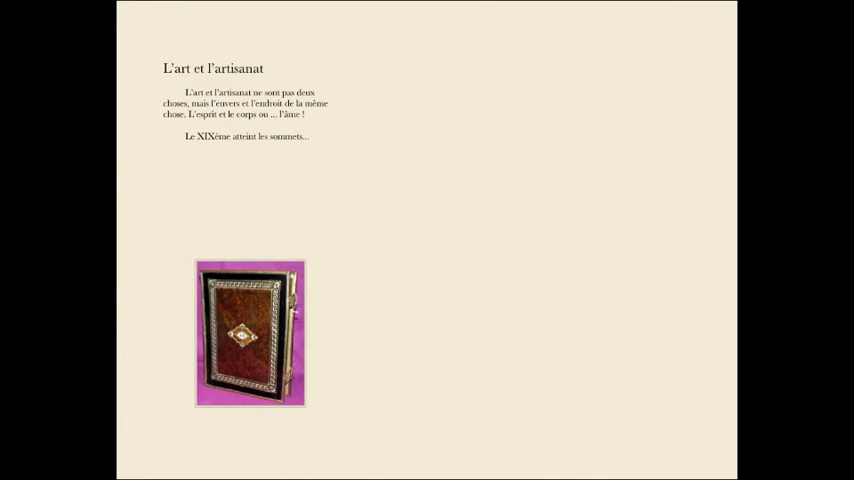 L'art et l'artisanat
L'art et l'artisanat ne sont pas deux
choses, mais l'envers et l'endroit de la même
chose. L'esprit et le corps ou ... l'âme !
Le XIXème atteint les sommets...